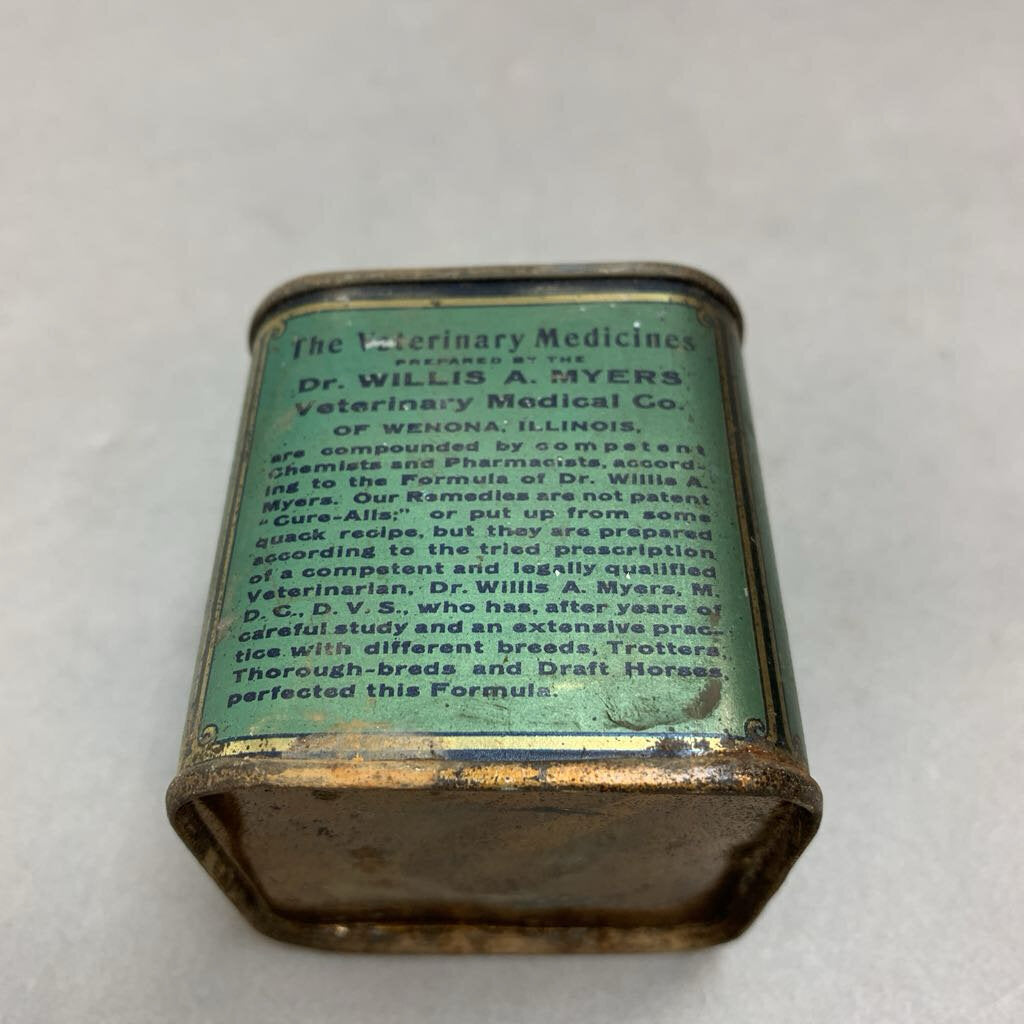 The Veterinary Medicines
PREPARED BY THE
Dr. WILLIS A. MYERS
Veterinary Medical Co.
OF WENONA, ILLINOIS,
are compounded by competent
Chemists and Pharmacists, accord-
ing to the Formula of Dr. Willis A.
Myers. Our Remedies are not patent
"Cure-Alls;" or put up from some
quack recipe, but they are prepared
according to the tried prescription
of a competent and legally qualified
Veterinarian, Dr. Willis A. Myers, M.
D. C., D. V. S., who has, after years of
careful study and an extensive prac-
tice with different breeds, Trotters
Thorough-breds and Draft Horses
perfected this Formula.